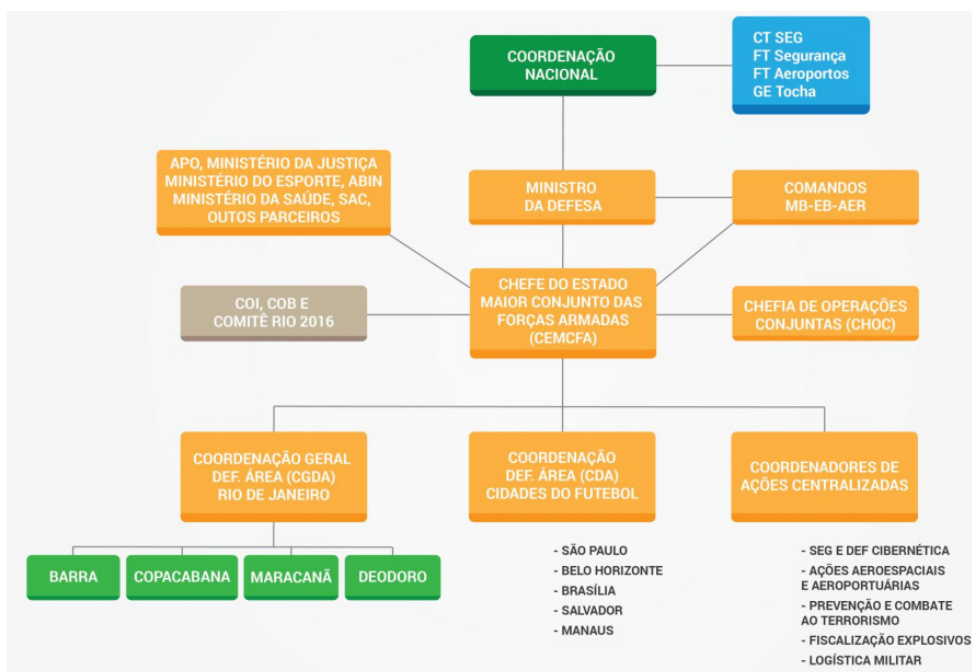 COORDENAÇÃO
NACIONAL
CT SEG
FT Segurança
FT Aeroportos
GE Tocha
APO, MINISTÉRIO DA JUSTIÇA
MINISTÉRIO DO ESPORTE, ABIN
MINISTÉRIO DA SAÚDE, SAC,
OUTOS PARCEIROS
MINISTRO
DA DEFESA
COMANDOS
MB-EB-AER
COI, COB E
COMITÊ RIO 2016
CHEFE DO ESTADO
MAIOR CONJUNTO DAS
FORÇAS ARMADAS
(CEMCFA)
CHEFIA DE OPERAÇÕES
CONJUNTAS (CHOC)
COORDENAÇÃO GERAL
DEF. ÁREA (CGDA)
RIO DE JANEIRO
COORDENAÇÃO
DEF. ÁREA (CDA)
CIDADES DO FUTEBOL
COORDENADORES DE
AÇÕES CENTRALIZADAS
BARRA
COPACABANA
MARACANÃ
DEODORO
- SÃO PAULO
- BELO HORIZONTE
- BRASÍLIA
- SALVADOR
- MANAUS
- SEG E DEF CIBERNÉTICA
- AÇÕES AEROESPACIAIS
E AEROPORTUÁRIAS
- PREVENÇÃO E COMBATE
AO TERRORISMO
- FISCALIZAÇÃO EXPLOSIVOS
- LOGÍSTICA MILITAR